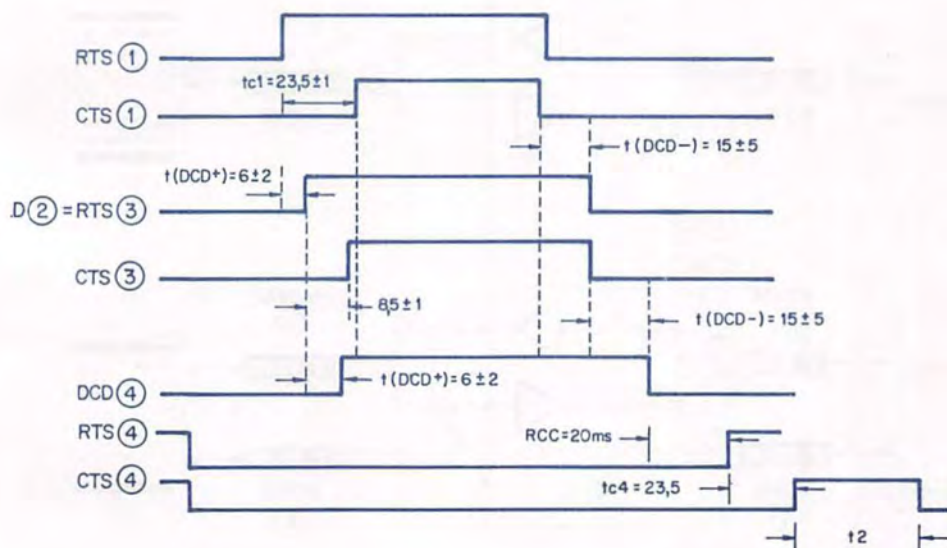 RTS ①
tc1 = 23,5 ± 1
CTS ①
t (DCD-) = 15 ± 5
t (DCD+) = 6 ± 2
.D ② = RTS ③
CTS ③
8,5 ± 1
t (DCD-) = 15 ± 5
t (DCD+) = 6 ± 2
DCD ④
RTS ④
RCC = 20ms
CTS ④
tc4 = 23,5
t2